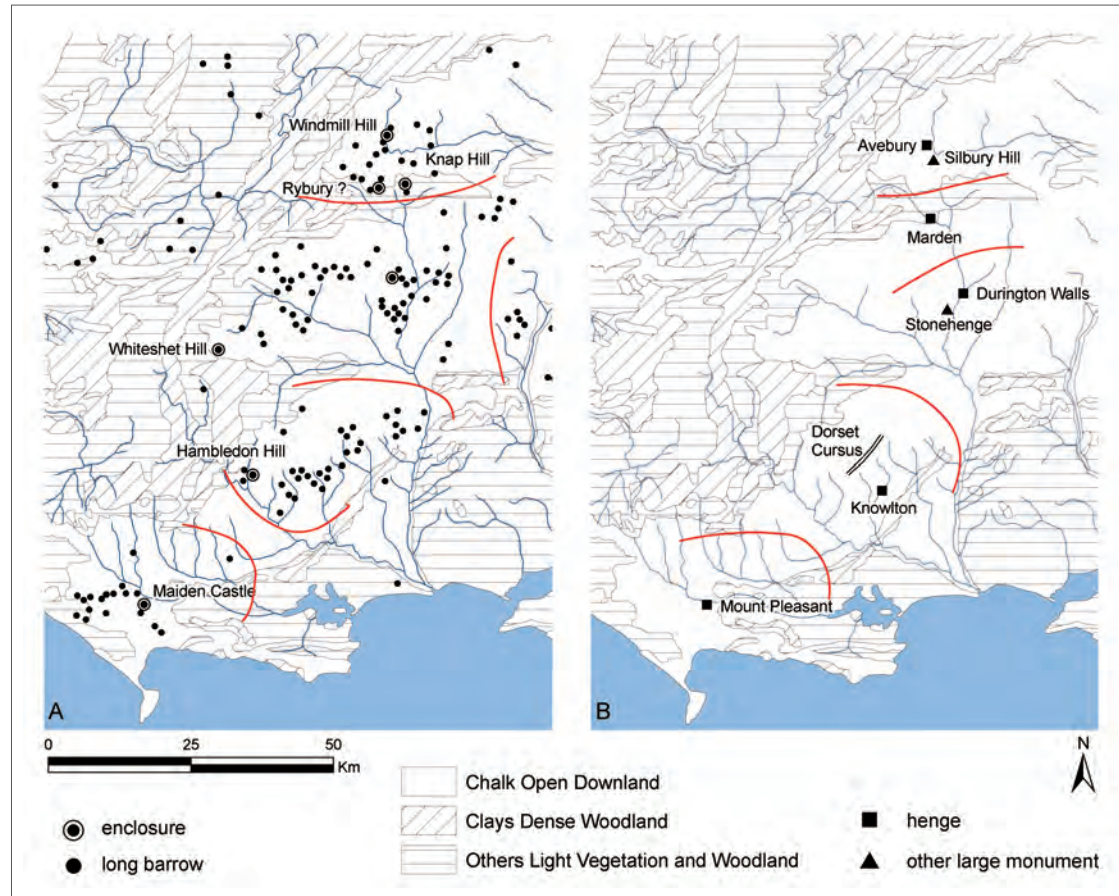 Windmill Hill
Knap Hill
Rybury ?
Whiteshet Hill
Hambledon Hill
Maiden Castle
A
Avebury
Silbury Hill
Marden
Durington Walls
Stonehenge
Dorset
Cursus
Knowlton
Mount Pleasant
B
0 25 50
Km
N
enclosure
long barrow
Chalk Open Downland
Clays Dense Woodland
Others Light Vegetation and Woodland
henge
other large monument